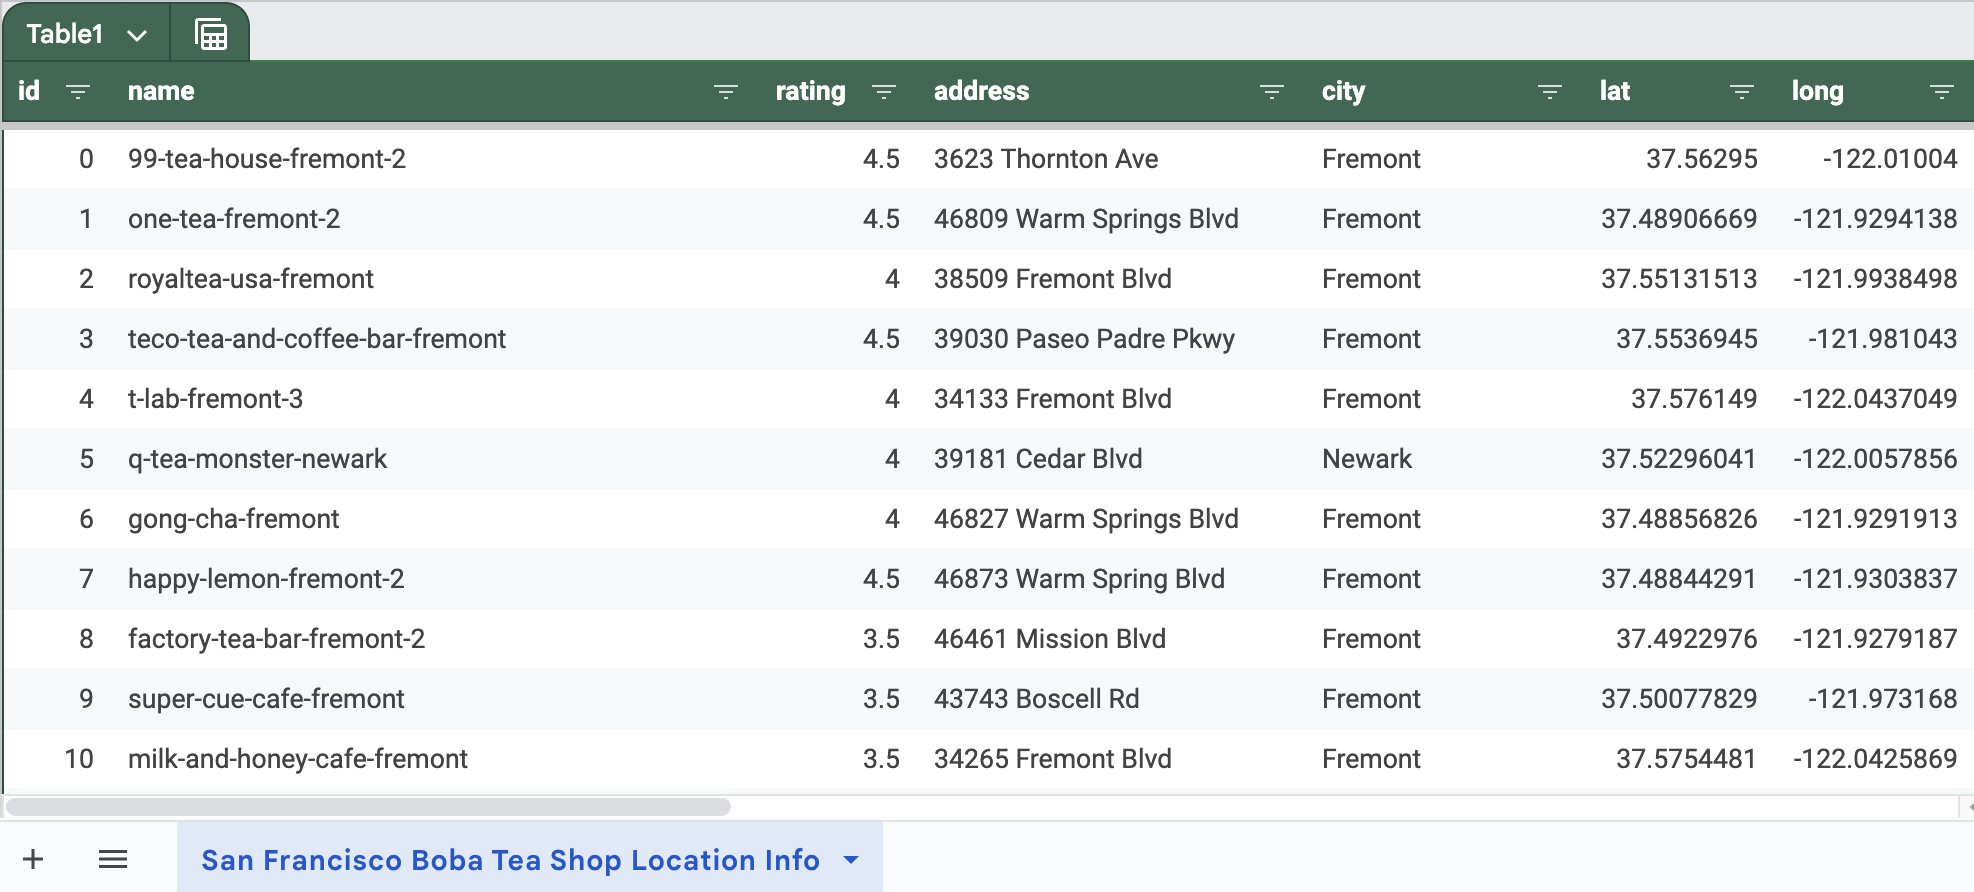 Table1
id name rating address city lat long
0 99-tea-house-fremont-2 4.5 3623 Thornton Ave Fremont 37.56295 -122.01004
1 one-tea-fremont-2 4.5 46809 Warm Springs Blvd Fremont 37.48906669 -121.9294138
2 royaltea-usa-fremont 4 38509 Fremont Blvd Fremont 37.55131513 -121.9938498
3 teco-tea-and-coffee-bar-fremont 4.5 39030 Paseo Padre Pkwy Fremont 37.5536945 -121.981043
4 t-lab-fremont-3 4 34133 Fremont Blvd Fremont 37.576149 -122.0437049
5 q-tea-monster-newark 4 39181 Cedar Blvd Newark 37.52296041 -122.0057856
6 gong-cha-fremont 4 46827 Warm Springs Blvd Fremont 37.48856826 -121.9291913
7 happy-lemon-fremont-2 4.5 46873 Warm Spring Blvd Fremont 37.48844291 -121.9303837
8 factory-tea-bar-fremont-2 3.5 46461 Mission Blvd Fremont 37.4922976 -121.9279187
9 super-cue-cafe-fremont 3.5 43743 Boscell Rd Fremont 37.50077829 -121.973168
10 milk-and-honey-cafe-fremont 3.5 34265 Fremont Blvd Fremont 37.5754481 -122.0425869
San Francisco Boba Tea Shop Location Info